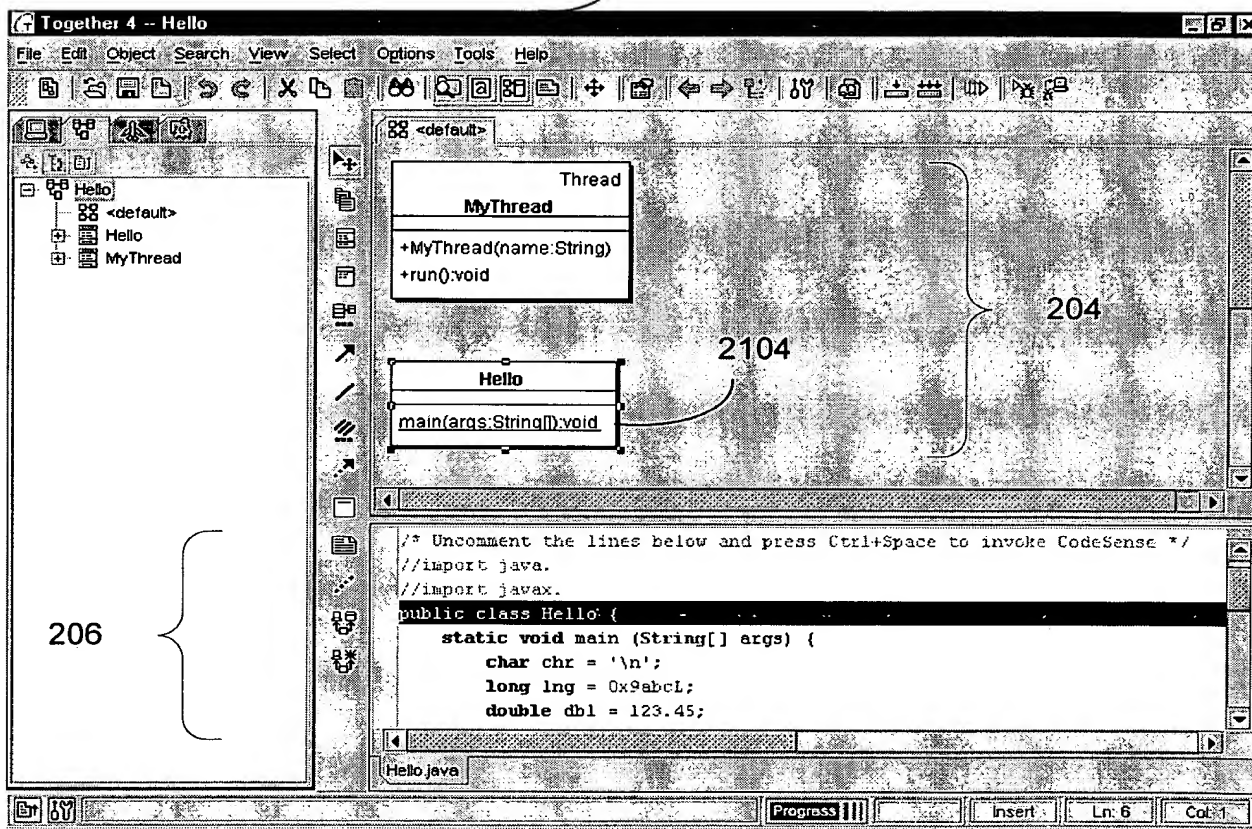 Together 4 -- Hello
File Edit Object Search View Select Options Tools Help
<default>
Hello
<default>
Hello
MyThread
Thread
MyThread
+MyThread(name:String)
+run():void
204
2104
Hello
main(args:String[]):void
206
/* Uncomment the lines below and press Ctrl+Space to invoke CodeSense */
//import java.
//import javax.
public class Hello {
static void main (String[] args) {
char chr = '\n';
long lng = 0x9abcL;
double dbl = 123.45;
Hello.java
Progress Insert Ln: 6 Col: 1